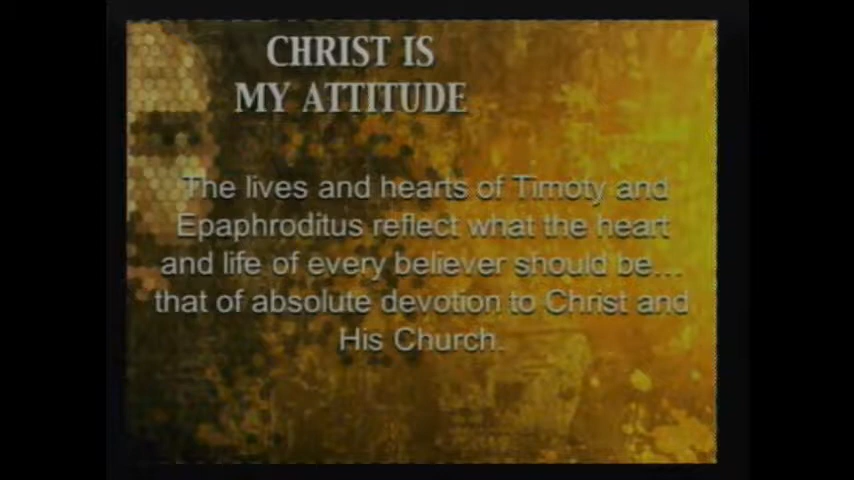 CHRIST IS
MY ATTITUDE
The lives and hearts of Timoty and
Epaphroditus reflect what the heart
and life of every believer should be...
that of absolute devotion to Christ and
His Church.